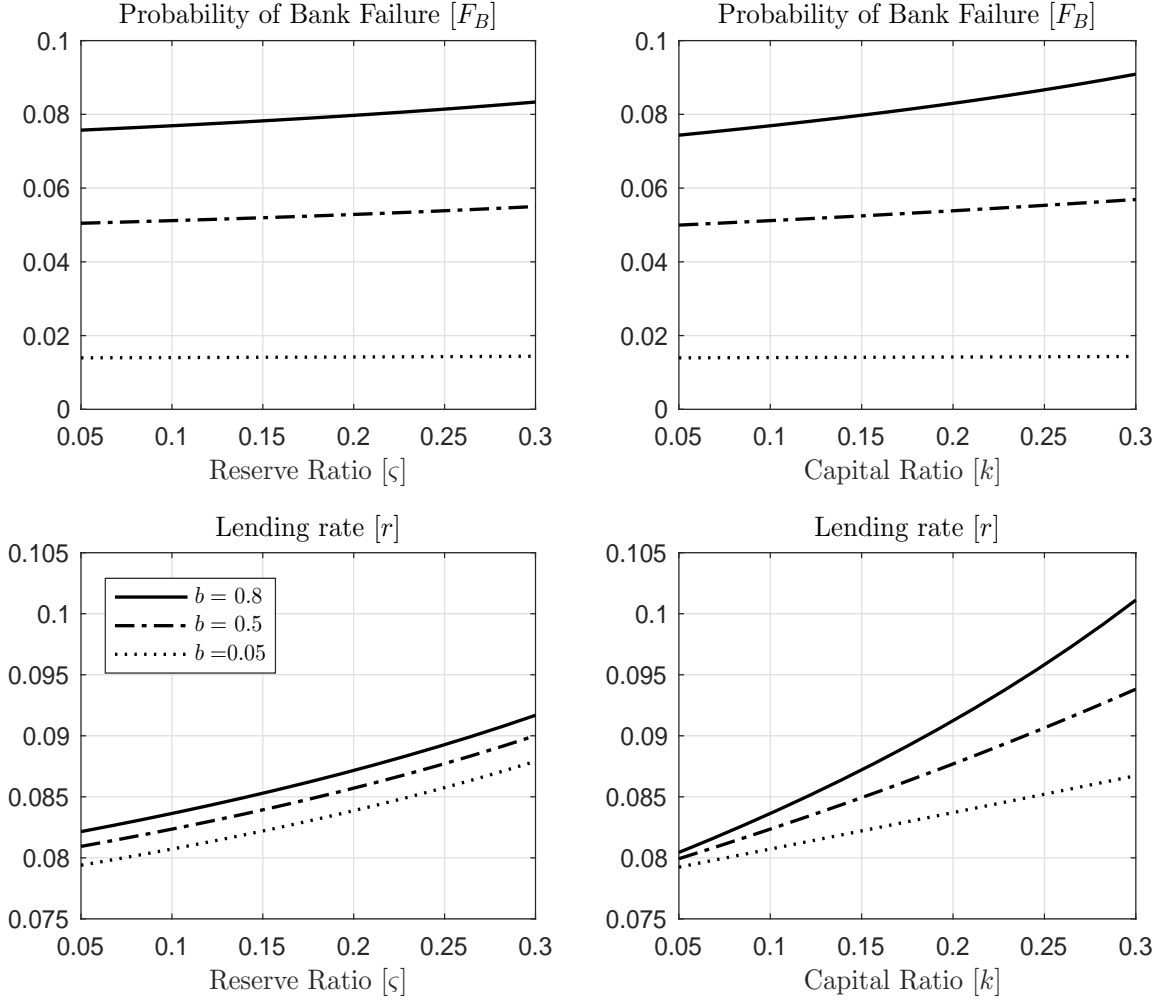 Probability of Bank Failure [F_B]
0.1
0.08
0.06
0.04
0.02
0
0.05 0.1 0.15 0.2 0.25 0.3
Reserve Ratio [ς]
Probability of Bank Failure [F_B]
0.1
0.08
0.06
0.04
0.02
0
0.05 0.1 0.15 0.2 0.25 0.3
Capital Ratio [k]
Lending rate [r]
0.105
0.1
0.095
0.09
0.085
0.08
0.075
b = 0.8
b = 0.5
b =0.05
0.05 0.1 0.15 0.2 0.25 0.3
Reserve Ratio [ς]
Lending rate [r]
0.105
0.1
0.095
0.09
0.085
0.08
0.075
0.05 0.1 0.15 0.2 0.25 0.3
Capital Ratio [k]